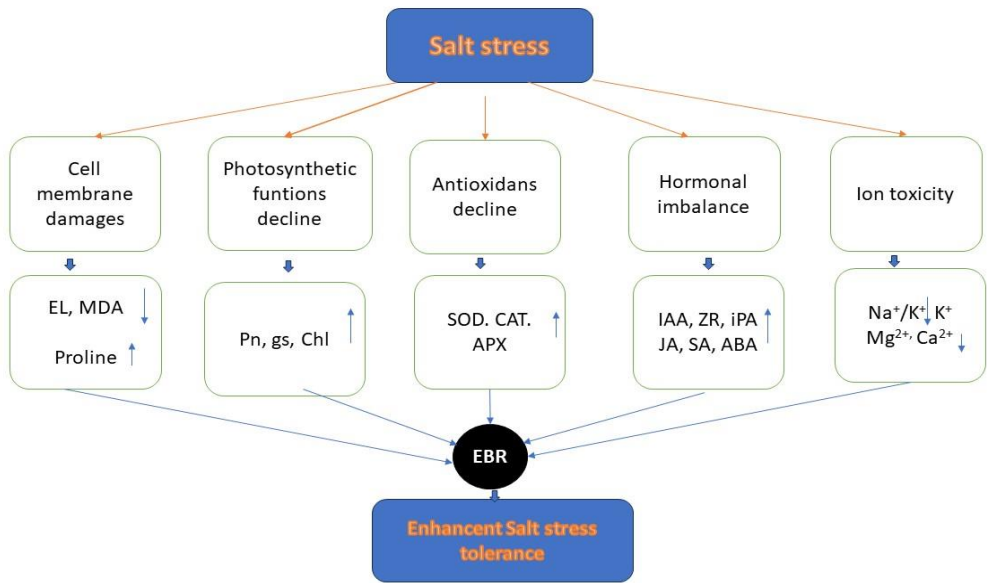 Salt stress
Cell
membrane
damages
Photosynthetic
funtions
decline
Antioxidans
decline
Hormonal
imbalance
Ion toxicity
EL, MDA
Proline
Pn, gs, Chl
SOD. CAT.
APX
IAA, ZR, iPA
JA, SA, ABA
Na⁺/K⁺ K⁺
Mg²⁺, Ca²⁺
EBR
Enhancent Salt stress
tolerance